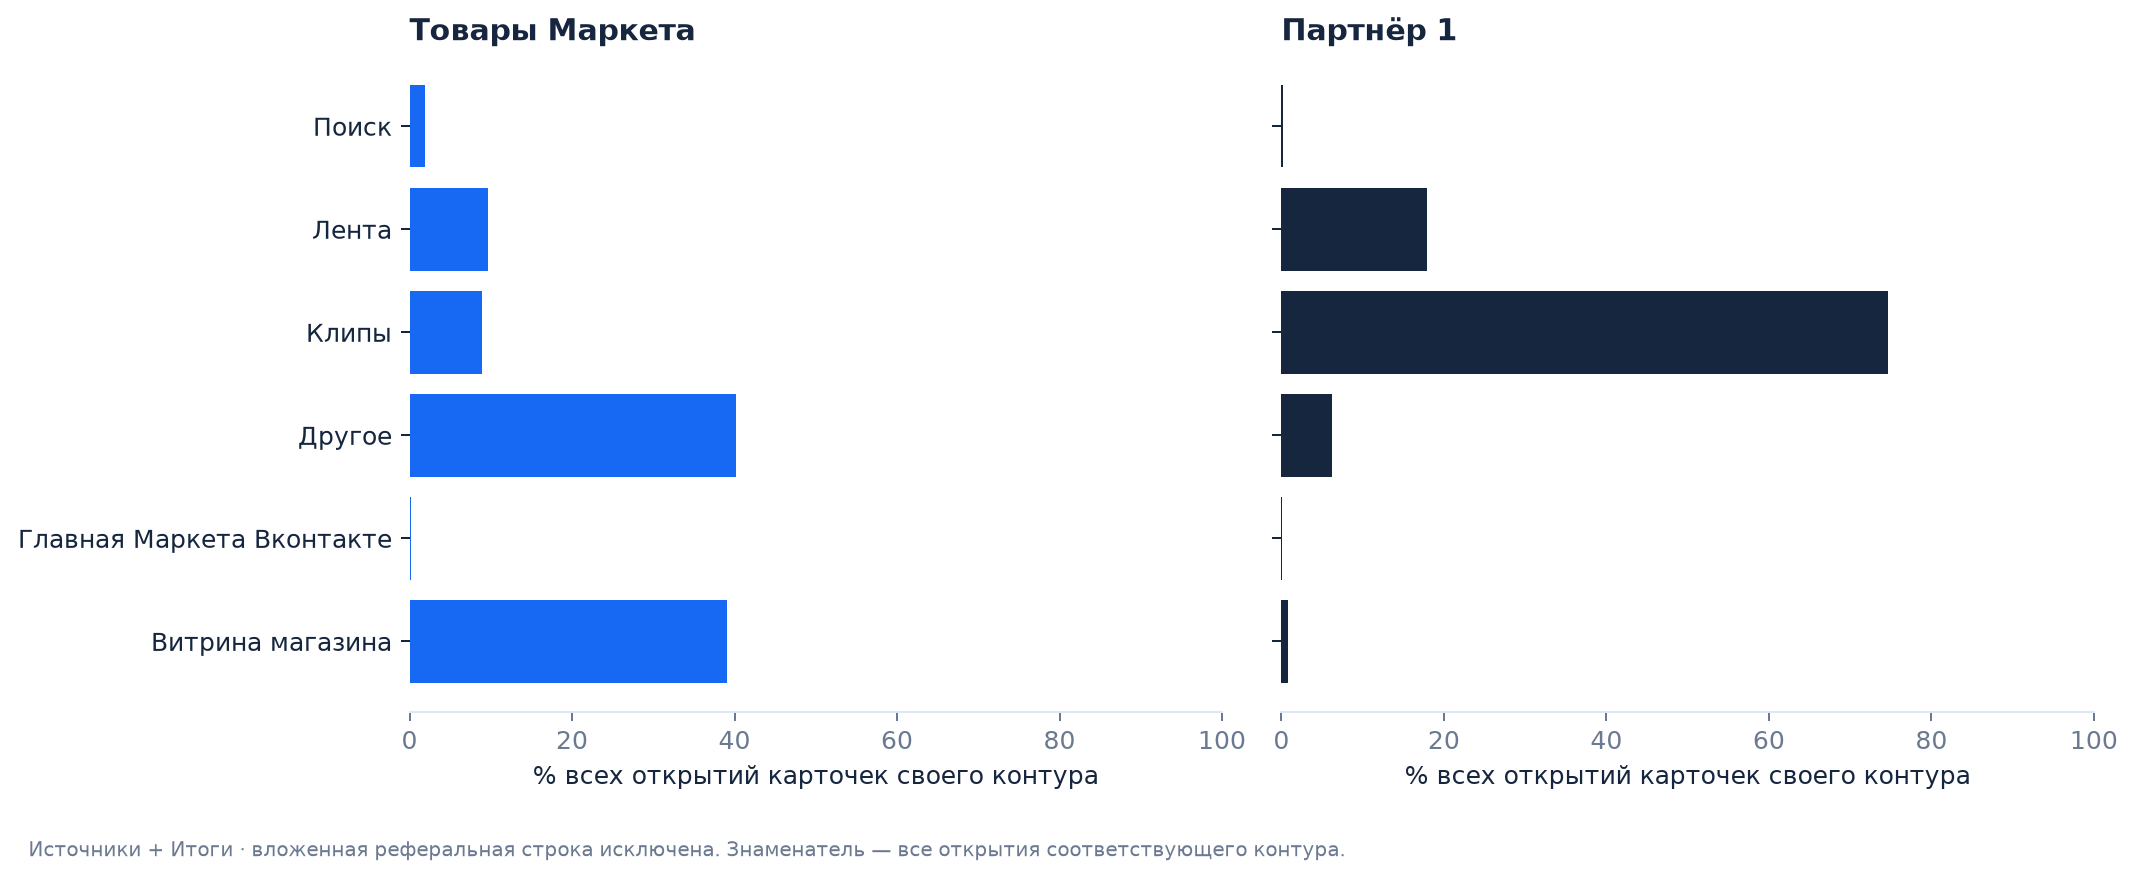 Товары Маркета
Партнёр 1
Поиск
Лента
Клипы
Другое
Главная Маркета Вконтакте
Витрина магазина
0 20 40 60 80 100
0 20 40 60 80 100
% всех открытий карточек своего контура
% всех открытий карточек своего контура
Источники + Итоги · вложенная реферальная строка исключена. Знаменатель — все открытия соответствующего контура.